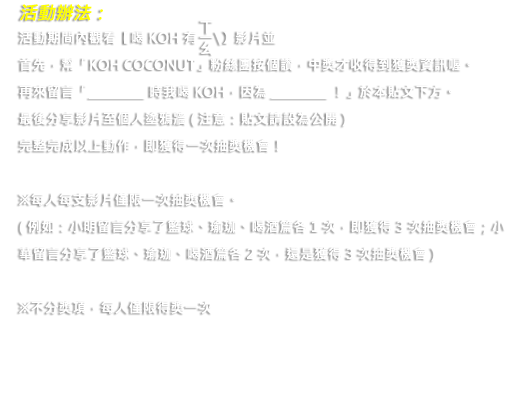 活動辦法：
活動期間內觀看【喝 KOH 有ㄒㄠˋ】影片並
首先，幫「KOH COCONUT」粉絲團按個讚，中獎才收得到獲獎資訊喔。
再來留言「________ 時我喝 KOH，因為 ________ ！」於本貼文下方。
最後分享影片至個人塗鴉牆 ( 注意：貼文請設為公開 )
完整完成以上動作，即獲得一次抽獎機會！
※每人每支影片僅限一次抽獎機會。
( 例如：小明留言分享了籃球、瑜珈、喝酒篇各 1 次，即獲得 3 次抽獎機會；小
華留言分享了籃球、瑜珈、喝酒篇各 2 次，還是獲得 3 次抽獎機會 )
※不分獎項，每人僅限得獎一次